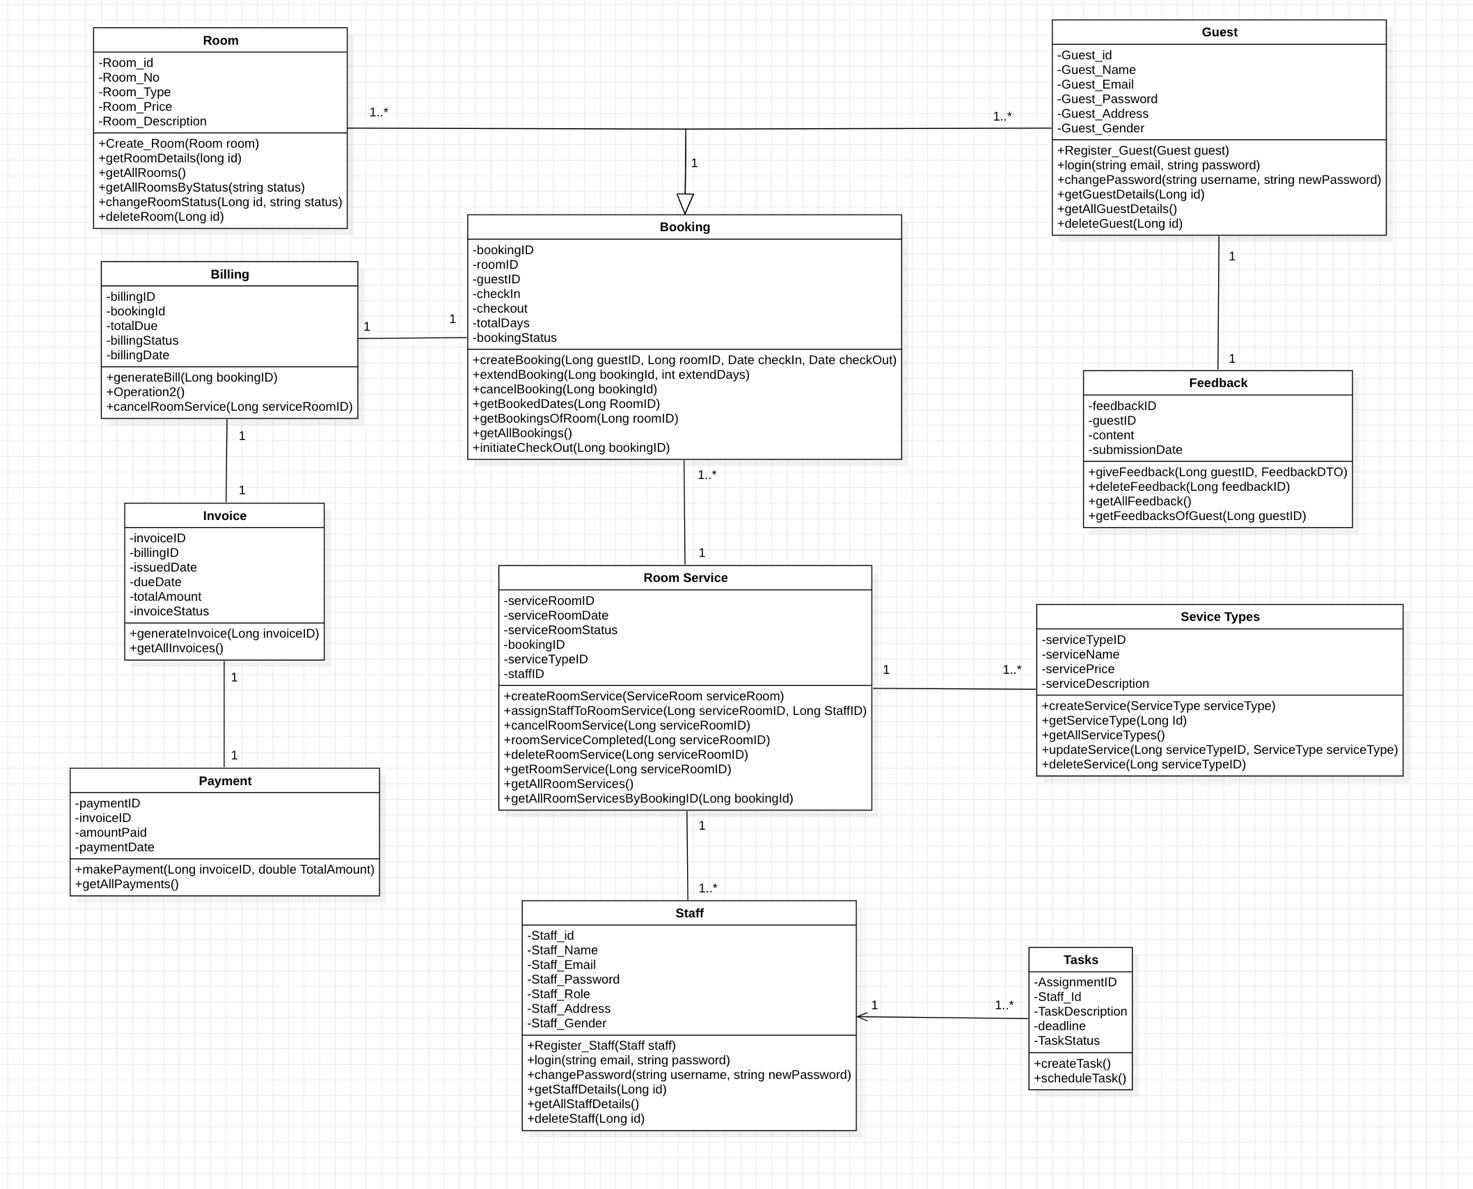 Room
-Room_id
-Room_No
-Room_Type
-Room_Price
-Room_Description
+Create_Room(Room room)
+getRoomDetails(long id)
+getAllRooms()
+getAllRoomsByStatus(string status)
+changeRoomStatus(Long id, string status)
+deleteRoom(Long id)
1..*
1..*
1
Guest
-Guest_id
-Guest_Name
-Guest_Email
-Guest_Password
-Guest_Address
-Guest_Gender
+Register_Guest(Guest guest)
+login(string email, string password)
+changePassword(string username, string newPassword)
+getGuestDetails(Long id)
+getAllGuestDetails()
+deleteGuest(Long id)
1
1
Billing
-billingID
-bookingId
-totalDue
-billingStatus
-billingDate
+generateBill(Long bookingID)
+Operation2()
+cancelRoomService(Long serviceRoomID)
1
1
Booking
-bookingID
-roomID
-guestID
-checkIn
-checkout
-totalDays
-bookingStatus
+createBooking(Long guestID, Long roomID, Date checkIn, Date checkOut)
+extendBooking(Long bookingId, int extendDays)
+cancelBooking(Long bookingId)
+getBookedDates(Long RoomID)
+getBookingsOfRoom(Long roomID)
+getAllBookings()
+initiateCheckOut(Long bookingID)
1..*
1
Feedback
-feedbackID
-guestID
-content
-submissionDate
+giveFeedback(Long guestID, FeedbackDTO)
+deleteFeedback(Long feedbackID)
+getAllFeedback()
+getFeedbacksOfGuest(Long guestID)
1
1
Invoice
-invoiceID
-billingID
-issuedDate
-dueDate
-totalAmount
-invoiceStatus
+generateInvoice(Long invoiceID)
+getAllInvoices()
1
1
Room Service
-serviceRoomID
-serviceRoomDate
-serviceRoomStatus
-bookingID
-serviceTypeID
-staffID
+createRoomService(ServiceRoom serviceRoom)
+assignStaffToRoomService(Long serviceRoomID, Long StaffID)
+cancelRoomService(Long serviceRoomID)
+roomServiceCompleted(Long serviceRoomID)
+deleteRoomService(Long serviceRoomID)
+getRoomService(Long serviceRoomID)
+getAllRoomServices()
+getAllRoomServicesByBookingID(Long bookingId)
1
1..*
Sevice Types
-serviceTypeID
-serviceName
-servicePrice
-serviceDescription
+createService(ServiceType serviceType)
+getServiceType(Long Id)
+getAllServiceTypes()
+updateService(Long serviceTypeID, ServiceType serviceType)
+deleteService(Long serviceTypeID)
Payment
-paymentID
-invoiceID
-amountPaid
-paymentDate
+makePayment(Long invoiceID, double TotalAmount)
+getAllPayments()
1
1..*
Staff
-Staff_id
-Staff_Name
-Staff_Email
-Staff_Password
-Staff_Role
-Staff_Address
-Staff_Gender
+Register_Staff(Staff staff)
+login(string email, string password)
+changePassword(string username, string newPassword)
+getStaffDetails(Long id)
+getAllStaffDetails()
+deleteStaff(Long id)
1
1..*
Tasks
-AssignmentID
-Staff_Id
-TaskDescription
-deadline
-TaskStatus
+createTask()
+scheduleTask()